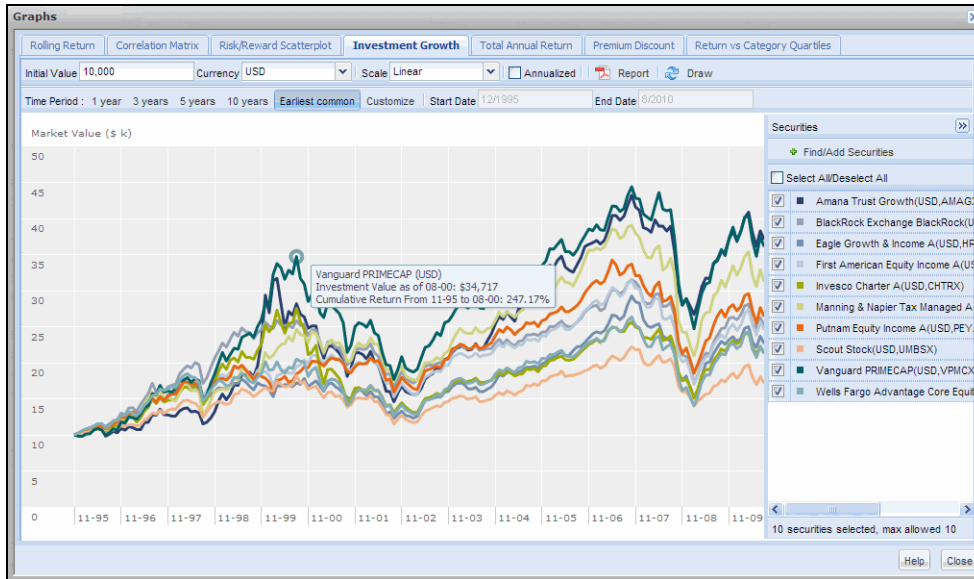 Graphs
Rolling Return Correlation Matrix Risk/Reward Scatterplot Investment Growth Total Annual Return Premium Discount Return vs Category Quartiles
Initial Value 10,000 Currency USD Scale Linear Annualized Report Draw
Time Period : 1 year 3 years 5 years 10 years Earliest common Customize Start Date 12/1995 End Date 8/2010
Market Value ($ k)
50
45
40
35
30
25
20
15
10
5
0
11-95 11-96 11-97 11-98 11-99 11-00 11-01 11-02 11-03 11-04 11-05 11-06 11-07 11-08 11-09
Vanguard PRIMECAP (USD)
Investment Value as of 08-00: $34,717
Cumulative Return From 11-95 to 08-00: 247.17%
Securities
Find/Add Securities
Select All/Deselect All
Amana Trust Growth(USD,AMAGX
BlackRock Exchange BlackRock(U
Eagle Growth & Income A(USD,HR
First American Equity Income A(US
Invesco Charter A(USD,CHTRX)
Manning & Napier Tax Managed A
Putnam Equity Income A(USD,PEY
Scout Stock(USD,UMBSX)
Vanguard PRIMECAP(USD,VPMCX
Wells Fargo Advantage Core Equit
10 securities selected, max allowed 10
Help Close